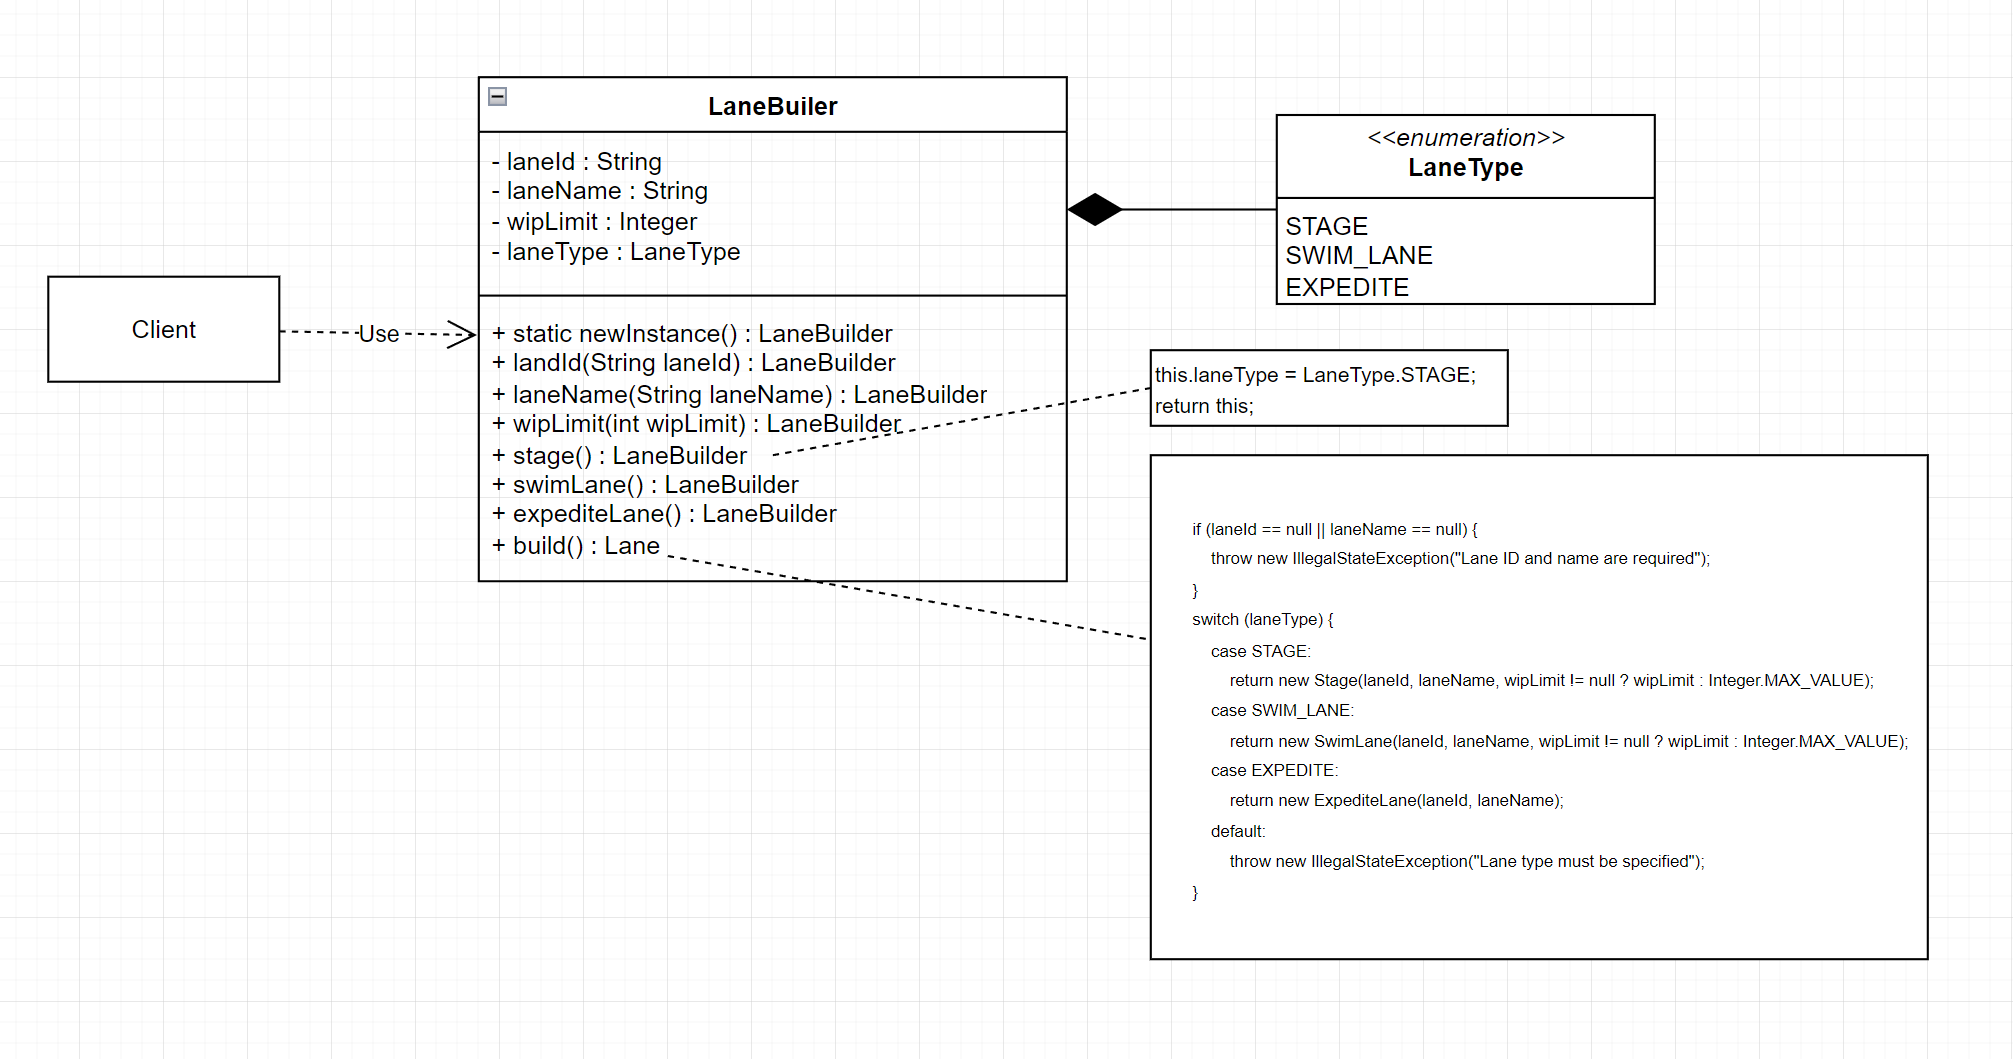 LaneBuiler
- laneId : String
- laneName : String
- wipLimit : Integer
- laneType : LaneType
+ static newInstance() : LaneBuilder
+ landId(String laneId) : LaneBuilder
+ laneName(String laneName) : LaneBuilder
+ wipLimit(int wipLimit) : LaneBuilder
+ stage() : LaneBuilder
+ swimLane() : LaneBuilder
+ expediteLane() : LaneBuilder
+ build() : Lane
<<enumeration>>
LaneType
STAGE
SWIM_LANE
EXPEDITE
Client
Use
this.laneType = LaneType.STAGE;
return this;
if (laneId == null || laneName == null) {
throw new IllegalStateException("Lane ID and name are required");
}
switch (laneType) {
case STAGE:
return new Stage(laneId, laneName, wipLimit != null ? wipLimit : Integer.MAX_VALUE);
case SWIM_LANE:
return new SwimLane(laneId, laneName, wipLimit != null ? wipLimit : Integer.MAX_VALUE);
case EXPEDITE:
return new ExpediteLane(laneId, laneName);
default:
throw new IllegalStateException("Lane type must be specified");
}